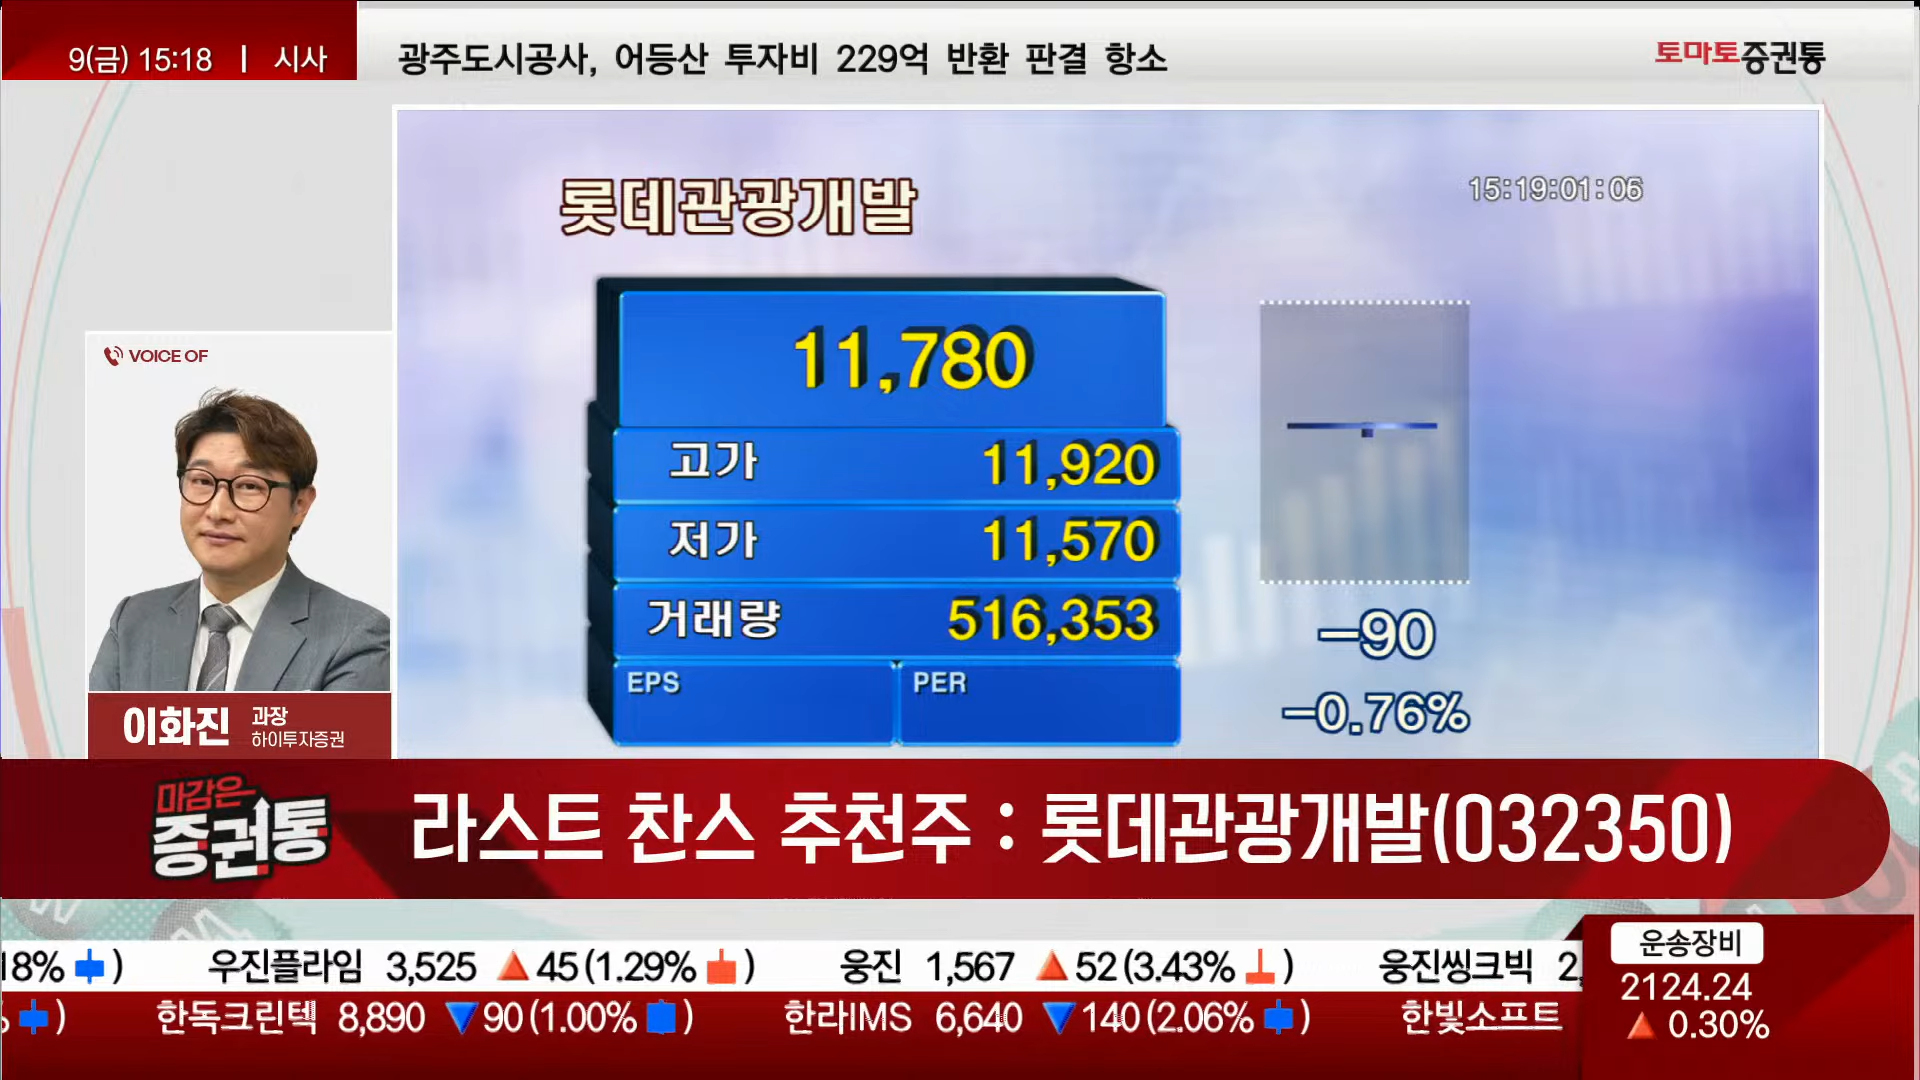 9(금) 15:18 | 시사
광주도시공사, 어등산 투자비 229억 반환 판결 항소
토마토증권통
롯데관광개발
15:19:01:06
11,780
고가 11,920
저가 11,570
거래량 516,353
EPS PER
-90
-0.76%
VOICE OF
이화진 과장
하이투자증권
마감은
증권통
라스트 찬스 추천주 : 롯데관광개발(032350)
18% ) 우진플라임 3,525 ▲45(1.29% ) 웅진 1,567 ▲52(3.43% ) 웅진씽크빅 2,
% ) 한독크린텍 8,890 ▼90(1.00% ) 한라IMS 6,640 ▼140(2.06% ) 한빛소프트
운송장비
2124.24
▲ 0.30%